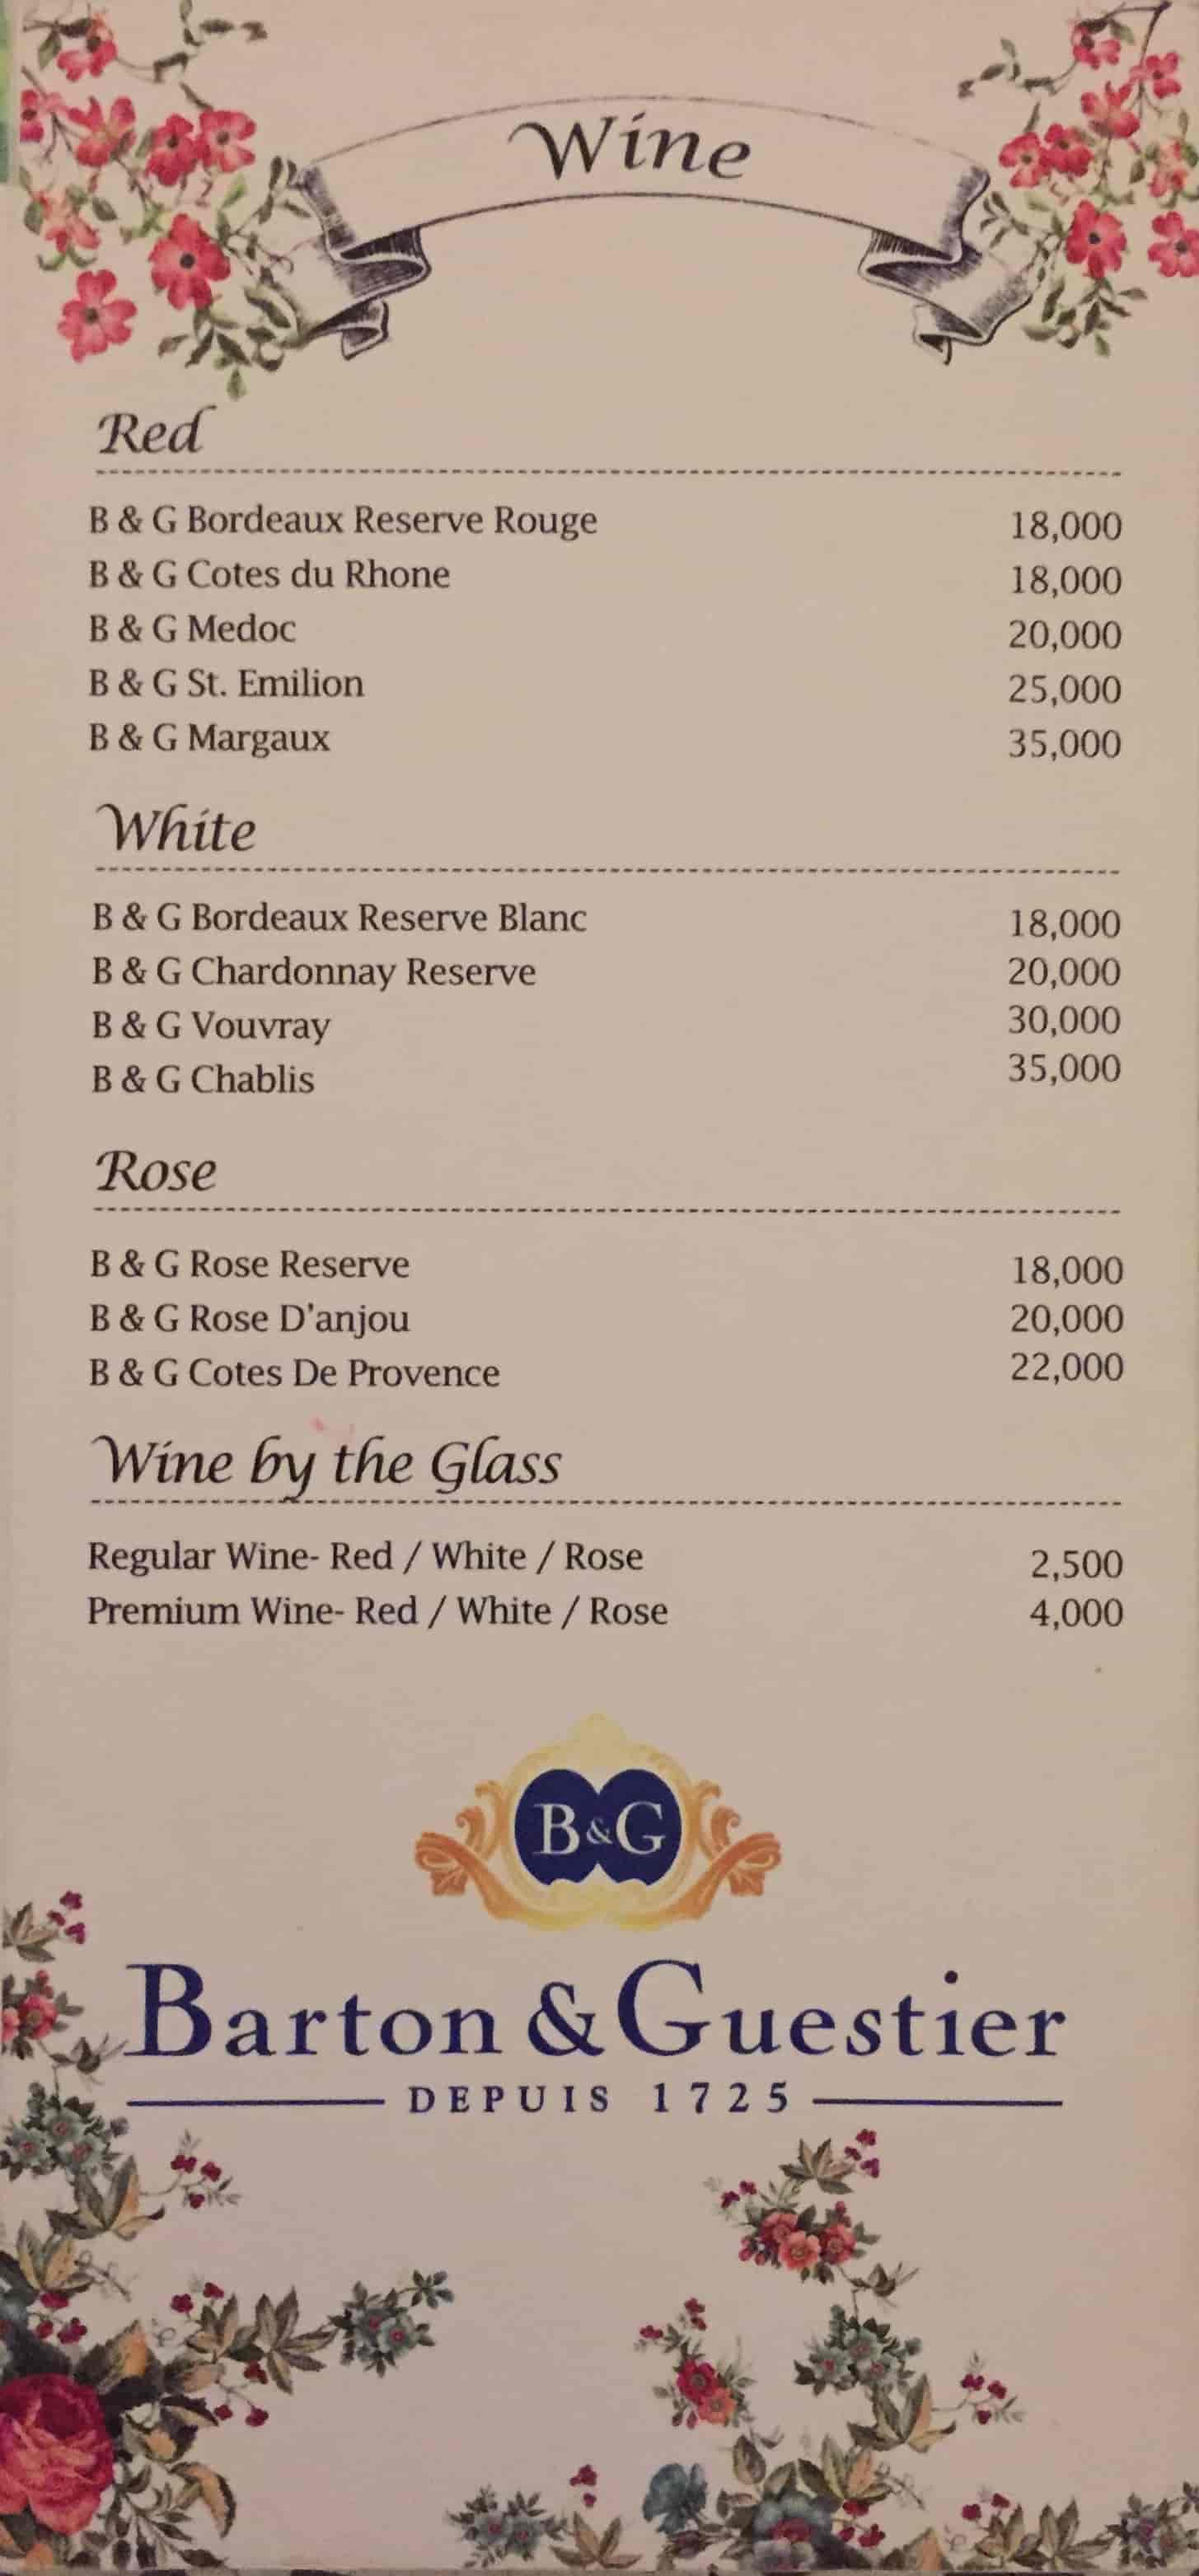 Wine
Red
B & G Bordeaux Reserve Rouge 18,000
B & G Cotes du Rhone 18,000
B & G Medoc 20,000
B & G St. Emilion 25,000
B & G Margaux 35,000
White
B & G Bordeaux Reserve Blanc 18,000
B & G Chardonnay Reserve 20,000
B & G Vouvray 30,000
B & G Chablis 35,000
Rose
B & G Rose Reserve 18,000
B & G Rose D'anjou 20,000
B & G Cotes De Provence 22,000
Wine by the Glass
Regular Wine- Red / White / Rose 2,500
Premium Wine- Red / White / Rose 4,000
B&G
Barton & Guestier
DEPUIS 1725